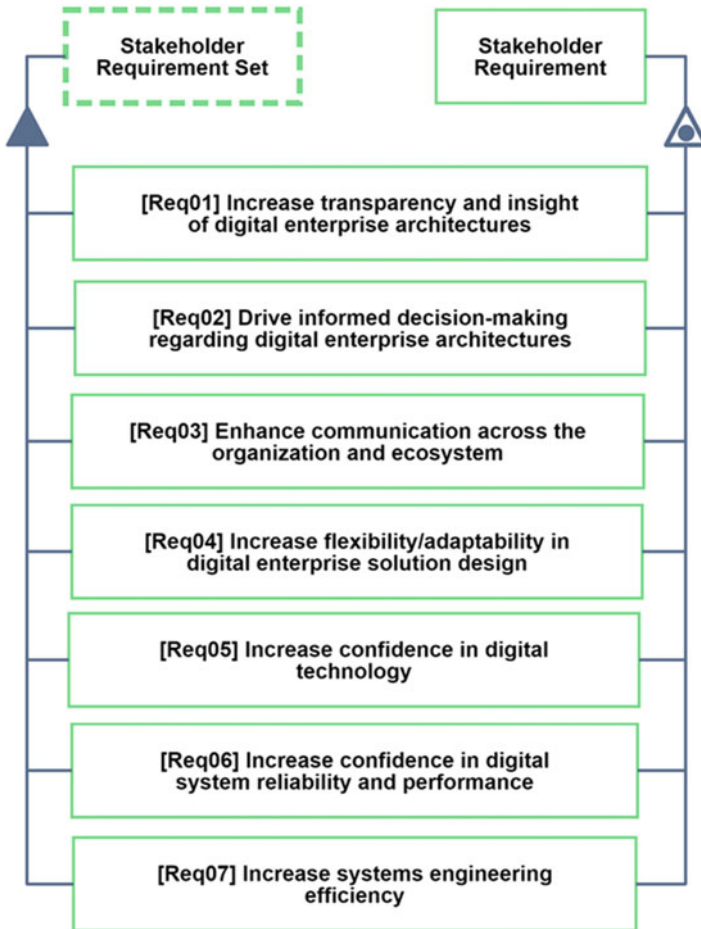 Stakeholder
Requirement Set
Stakeholder
Requirement
[Req01] Increase transparency and insight
of digital enterprise architectures
[Req02] Drive informed decision-making
regarding digital enterprise architectures
[Req03] Enhance communication across the
organization and ecosystem
[Req04] Increase flexibility/adaptability in
digital enterprise solution design
[Req05] Increase confidence in digital
technology
[Req06] Increase confidence in digital
system reliability and performance
[Req07] Increase systems engineering
efficiency